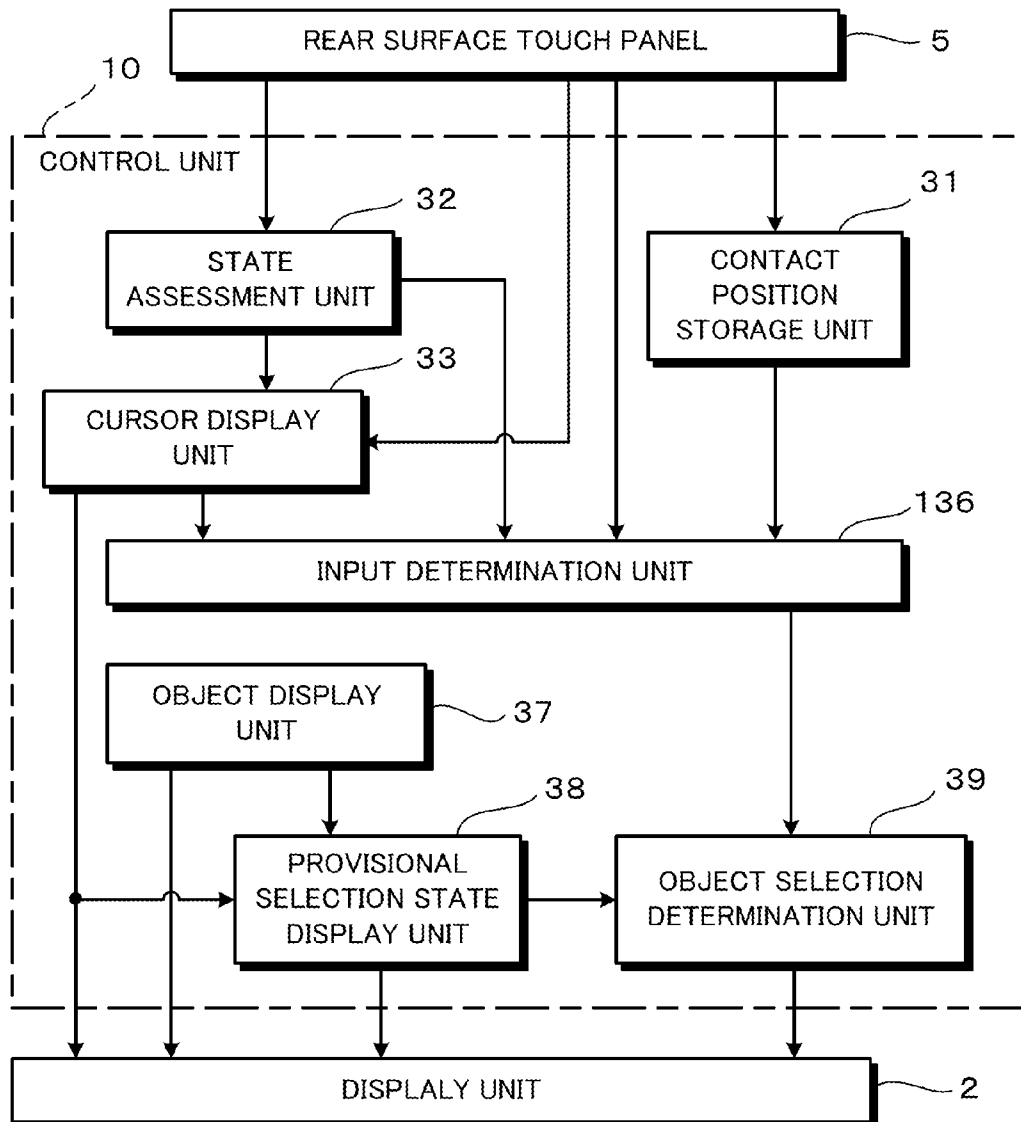 REAR SURFACE TOUCH PANEL
5
10
CONTROL UNIT
32
31
STATE
ASSESSMENT UNIT
CONTACT
POSITION
STORAGE UNIT
33
CURSOR DISPLAY
UNIT
136
INPUT DETERMINATION UNIT
OBJECT DISPLAY
UNIT
37
38
39
PROVISIONAL
SELECTION STATE
DISPLAY UNIT
OBJECT SELECTION
DETERMINATION UNIT
DISPLALY UNIT
2